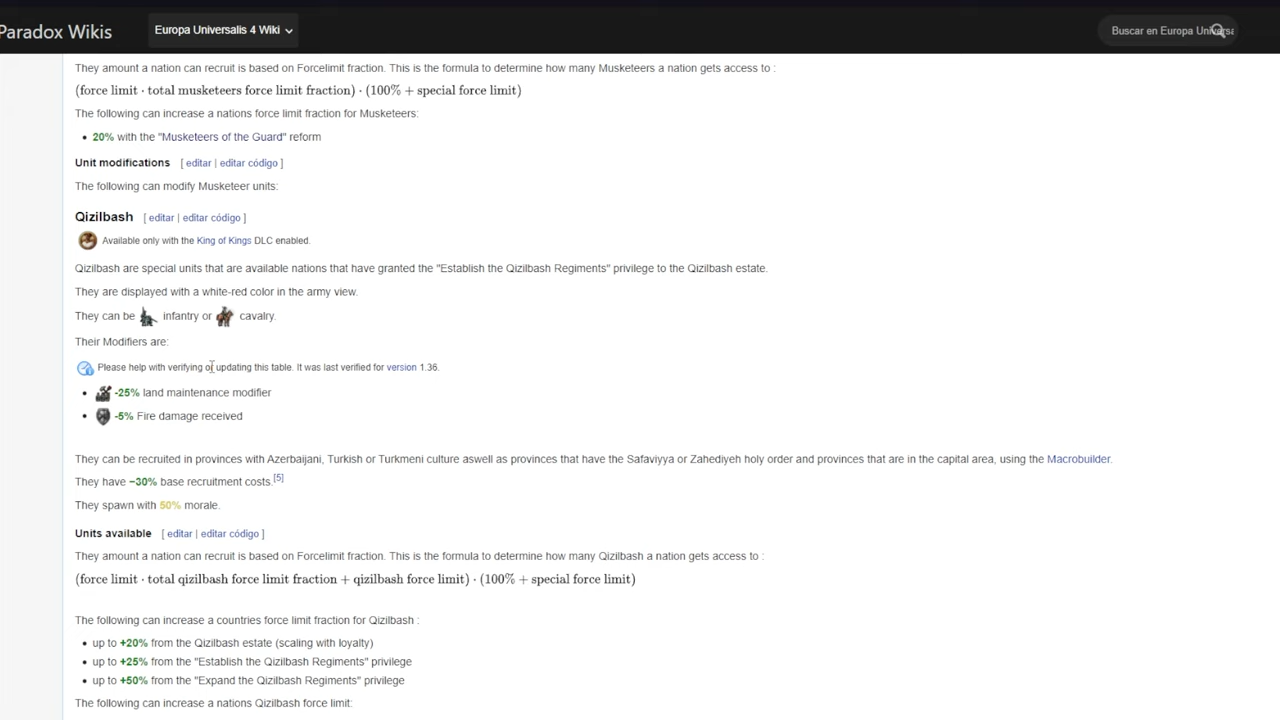 Paradox Wikis
Europa Universalis 4 Wiki
Buscar en Europa Universa
They amount a nation can recruit is based on Forcelimit fraction. This is the formula to determine how many Musketeers a nation gets access to :
(force limit · total musketeers force limit fraction) · (100% + special force limit)
The following can increase a nations force limit fraction for Musketeers:
• 20% with the "Musketeers of the Guard" reform
Unit modifications [ editar | editar código ]
The following can modify Musketeer units:
Qizilbash [ editar | editar código ]
Available only with the King of Kings DLC enabled.
Qizilbash are special units that are available nations that have granted the "Establish the Qizilbash Regiments" privilege to the Qizilbash estate.
They are displayed with a white-red color in the army view.
They can be infantry or cavalry.
Their Modifiers are:
Please help with verifying or updating this table. It was last verified for version 1.36.
• -25% land maintenance modifier
• -5% Fire damage received
They can be recruited in provinces with Azerbaijani, Turkish or Turkmeni culture aswell as provinces that have the Safaviyya or Zahediyeh holy order and provinces that are in the capital area, using the Macrobuilder.
They have −30% base recruitment costs.[5]
They spawn with 50% morale.
Units available [ editar | editar código ]
They amount a nation can recruit is based on Forcelimit fraction. This is the formula to determine how many Qizilbash a nation gets access to :
(force limit · total qizilbash force limit fraction + qizilbash force limit) · (100% + special force limit)
The following can increase a countries force limit fraction for Qizilbash :
• up to +20% from the Qizilbash estate (scaling with loyalty)
• up to +25% from the "Establish the Qizilbash Regiments" privilege
• up to +50% from the "Expand the Qizilbash Regiments" privilege
The following can increase a nations Qizilbash force limit: